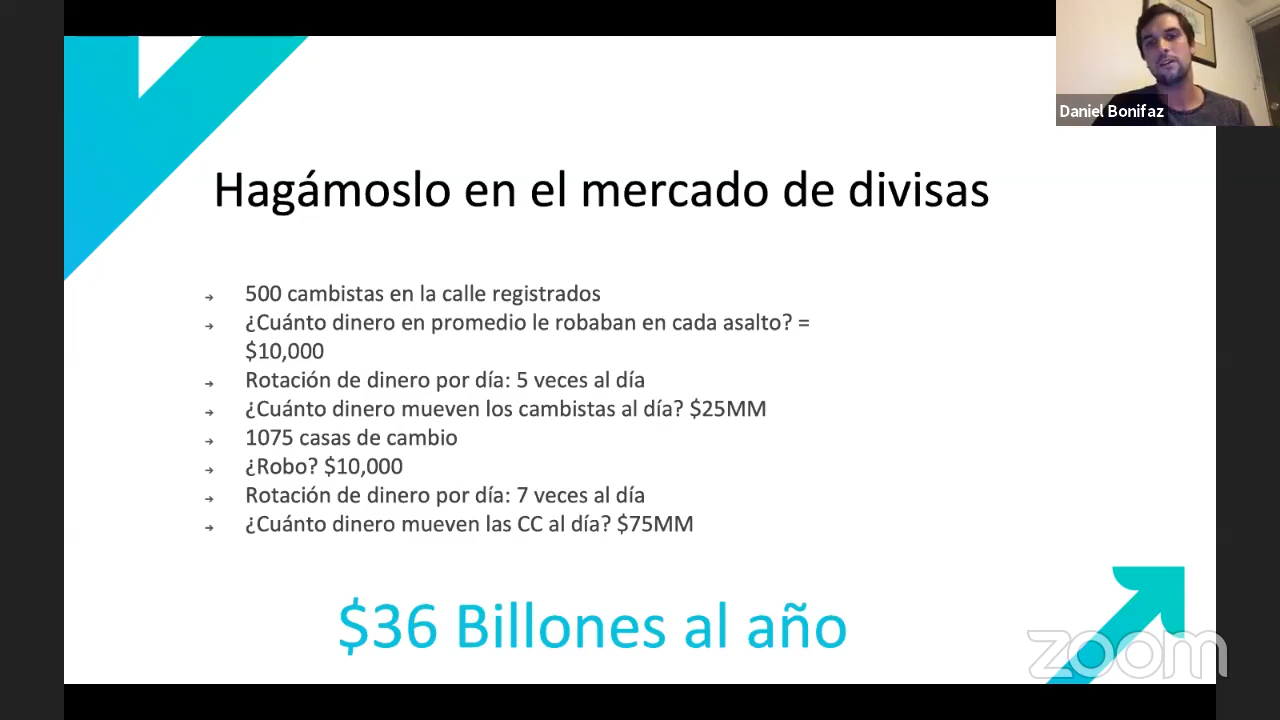 Daniel Bonifaz
Hagámoslo en el mercado de divisas
→ 500 cambistas en la calle registrados
→ ¿Cuánto dinero en promedio le robaban en cada asalto? =
$10,000
→ Rotación de dinero por día: 5 veces al día
→ ¿Cuánto dinero mueven los cambistas al día? $25MM
→ 1075 casas de cambio
→ ¿Robo? $10,000
→ Rotación de dinero por día: 7 veces al día
→ ¿Cuánto dinero mueven las CC al día? $75MM
$36 Billones al año
zoom